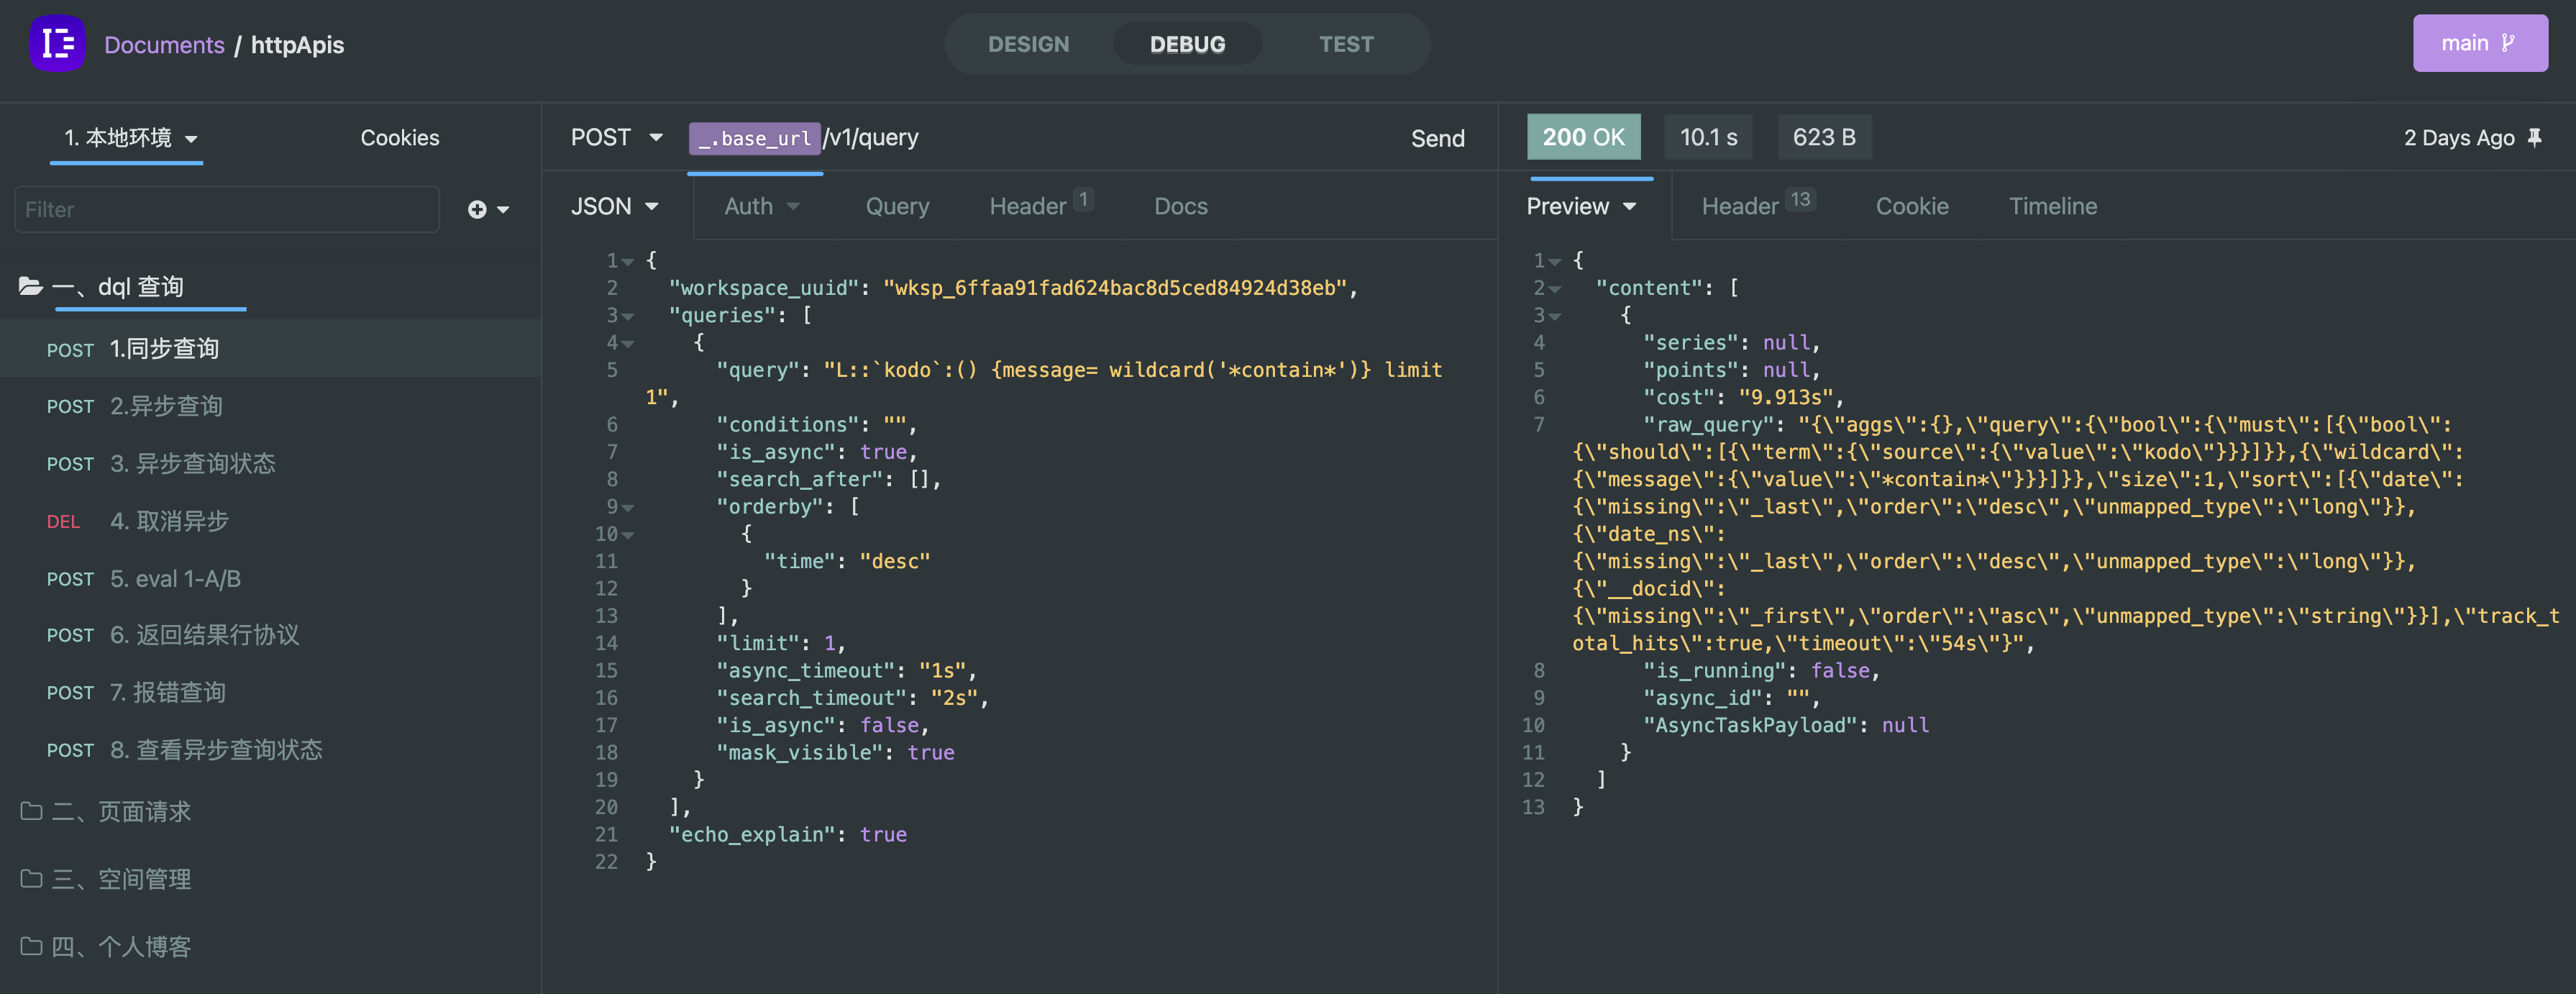 Documents / httpApis
DESIGN
DEBUG
TEST
main
1. 本地环境
Cookies
Filter
一、dql 查询
POST 1.同步查询
POST 2.异步查询
POST 3. 异步查询状态
DEL 4. 取消异步
POST 5. eval 1-A/B
POST 6. 返回结果行协议
POST 7. 报错查询
POST 8. 查看异步查询状态
二、页面请求
三、空间管理
四、个人博客
POST _.base_url/v1/query Send
JSON Auth Query Header 1 Docs
1 {
2 "workspace_uuid": "wksp_6ffaa91fad624bac8d5ced84924d38eb",
3 "queries": [
4 {
5 "query": "L::`kodo`:() {message= wildcard('*contain*')} limit
1",
6 "conditions": "",
7 "is_async": true,
8 "search_after": [],
9 "orderby": [
10 {
11 "time": "desc"
12 }
13 ],
14 "limit": 1,
15 "async_timeout": "1s",
16 "search_timeout": "2s",
17 "is_async": false,
18 "mask_visible": true
19 }
20 ],
21 "echo_explain": true
22 }
200 OK 10.1 s 623 B 2 Days Ago
Preview Header 13 Cookie Timeline
1 {
2 "content": [
3 {
4 "series": null,
5 "points": null,
6 "cost": "9.913s",
7 "raw_query": "{\"aggs\":{},\"query\":{\"bool\":{\"must\":[{\"bool\":
{\"should\":[{\"term\":{\"source\":{\"value\":\"kodo\"}}}]}},{\"wildcard\":
{\"message\":{\"value\":\"*contain*\"}}}]}},\"size\":1,\"sort\":[{\"date\":
{\"missing\":\"_last\",\"order\":\"desc\",\"unmapped_type\":\"long\"}},
{\"date_ns\":
{\"missing\":\"_last\",\"order\":\"desc\",\"unmapped_type\":\"long\"}},
{\"__docid\":
{\"missing\":\"_first\",\"order\":\"asc\",\"unmapped_type\":\"string\"}}],\"track_t
otal_hits\":true,\"timeout\":\"54s\"}",
8 "is_running": false,
9 "async_id": "",
10 "AsyncTaskPayload": null
11 }
12 ]
13 }